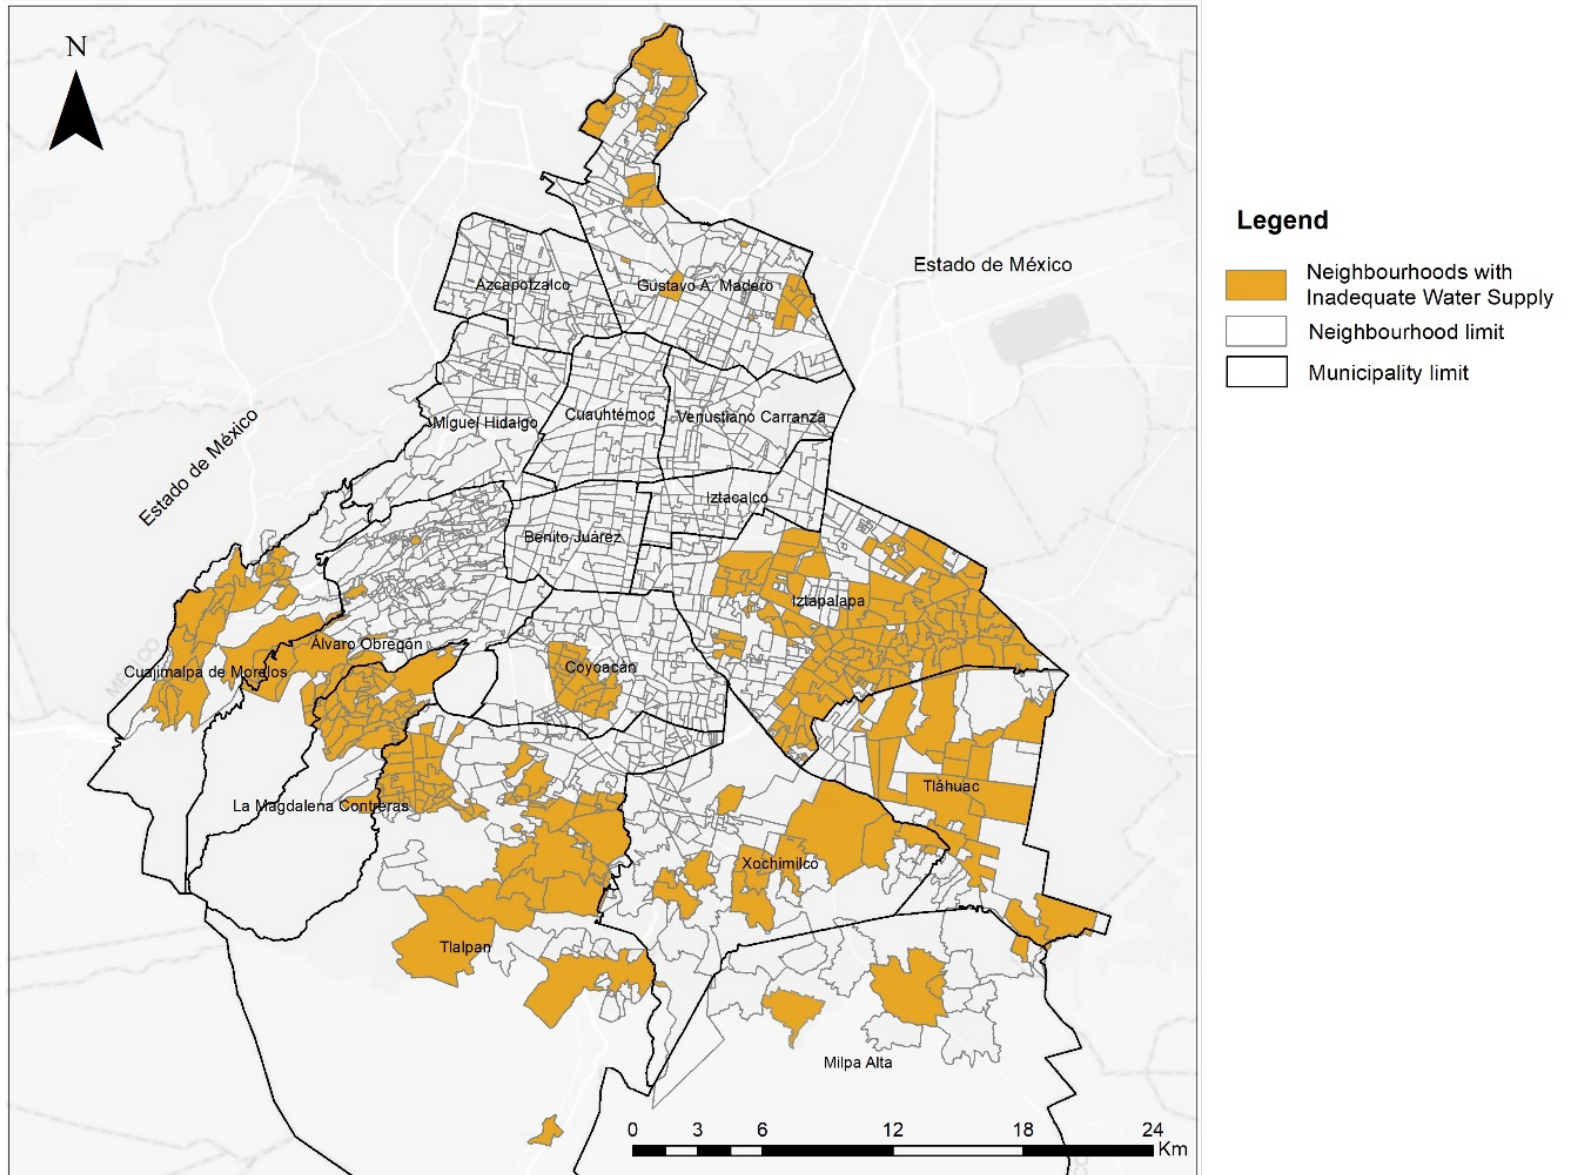 N
Estado de México
Azcapotzalco
Gustavo A. Madero
Miguel Hidalgo
Cuauhtémoc
Venustiano Carranza
Estado de México
Iztacalco
Benito Juárez
Iztapalapa
Álvaro Obregón
Coyoacán
Cuajimalpa de Morelos
Tláhuac
La Magdalena Contreras
Xochimilco
Tlalpan
Milpa Alta
0 3 6 12 18 24
Km
Legend
Neighbourhoods with
Inadequate Water Supply
Neighbourhood limit
Municipality limit